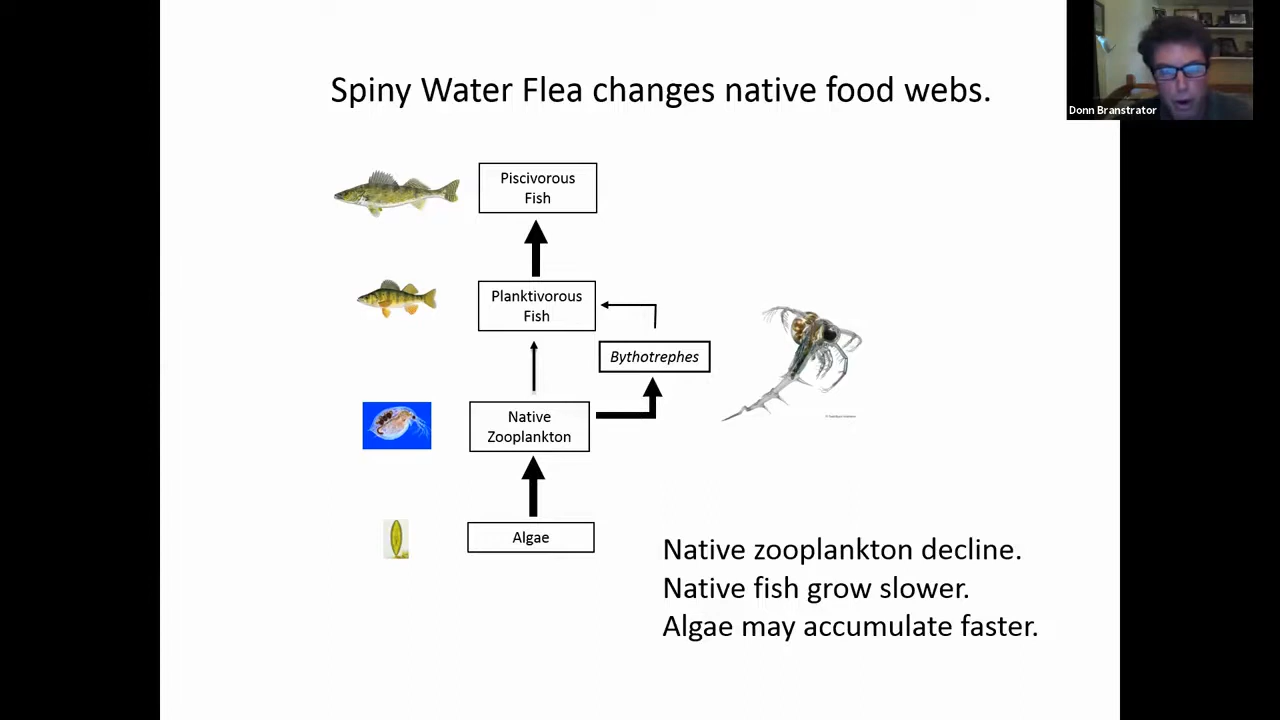 Spiny Water Flea changes native food webs.
Donn Branstrator
Piscivorous
Fish
Planktivorous
Fish
Bythotrephes
Native
Zooplankton
Algae
Native zooplankton decline.
Native fish grow slower.
Algae may accumulate faster.